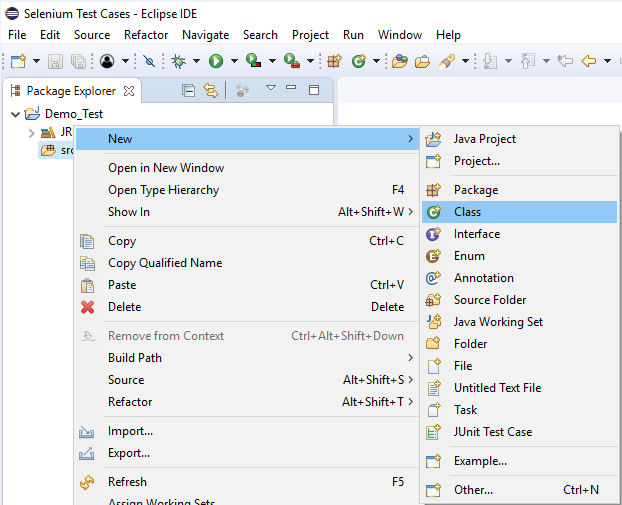 Selenium Test Cases - Eclipse IDE
File Edit Source Refactor Navigate Search Project Run Window Help
Package Explorer
Demo_Test
JR
src
New
Open in New Window
Open Type Hierarchy F4
Show In Alt+Shift+W
Copy Ctrl+C
Copy Qualified Name
Paste Ctrl+V
Delete Delete
Remove from Context Ctrl+Alt+Shift+Down
Build Path
Source Alt+Shift+S
Refactor Alt+Shift+T
Import...
Export...
Refresh F5
Assign Working Sets
Java Project
Project...
Package
Class
Interface
Enum
Annotation
Source Folder
Java Working Set
Folder
File
Untitled Text File
Task
JUnit Test Case
Example...
Other... Ctrl+N